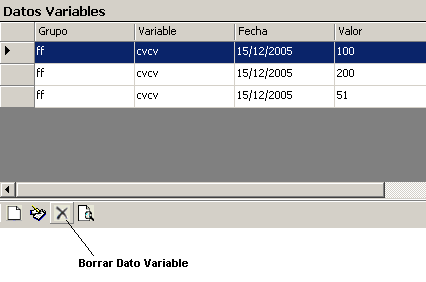 Datos Variables
Grupo Variable Fecha Valor
ff cvcv 15/12/2005 100
ff cvcv 15/12/2005 200
ff cvcv 15/12/2005 51
Borrar Dato Variable